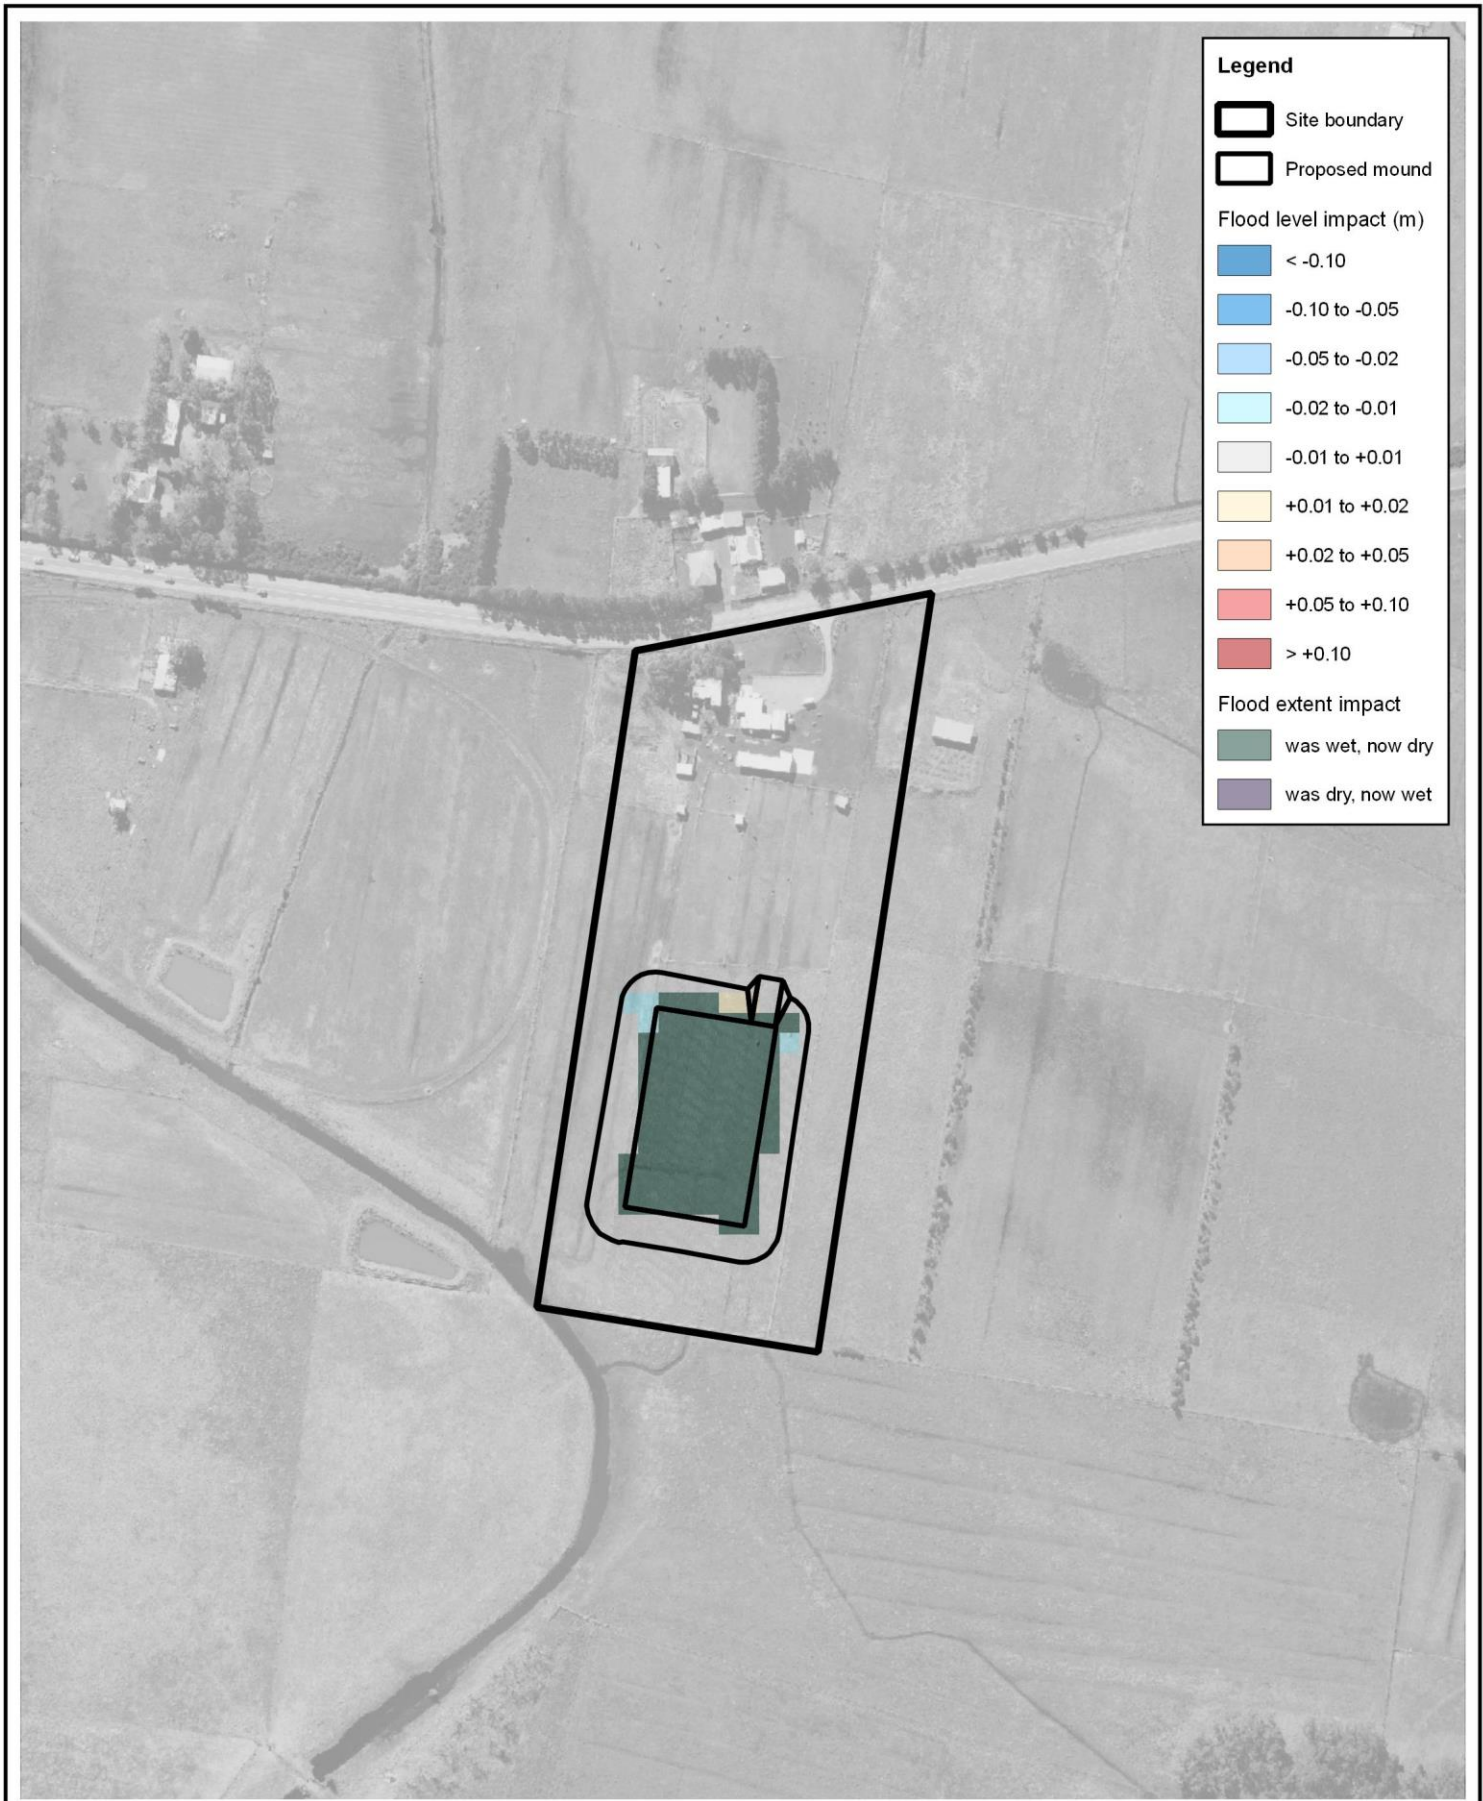 Legend
Site boundary
Proposed mound
Flood level impact (m)
< -0.10
-0.10 to -0.05
-0.05 to -0.02
-0.02 to -0.01
-0.01 to +0.01
+0.01 to +0.02
+0.02 to +0.05
+0.05 to +0.10
> +0.10
Flood extent impact
was wet, now dry
was dry, now wet